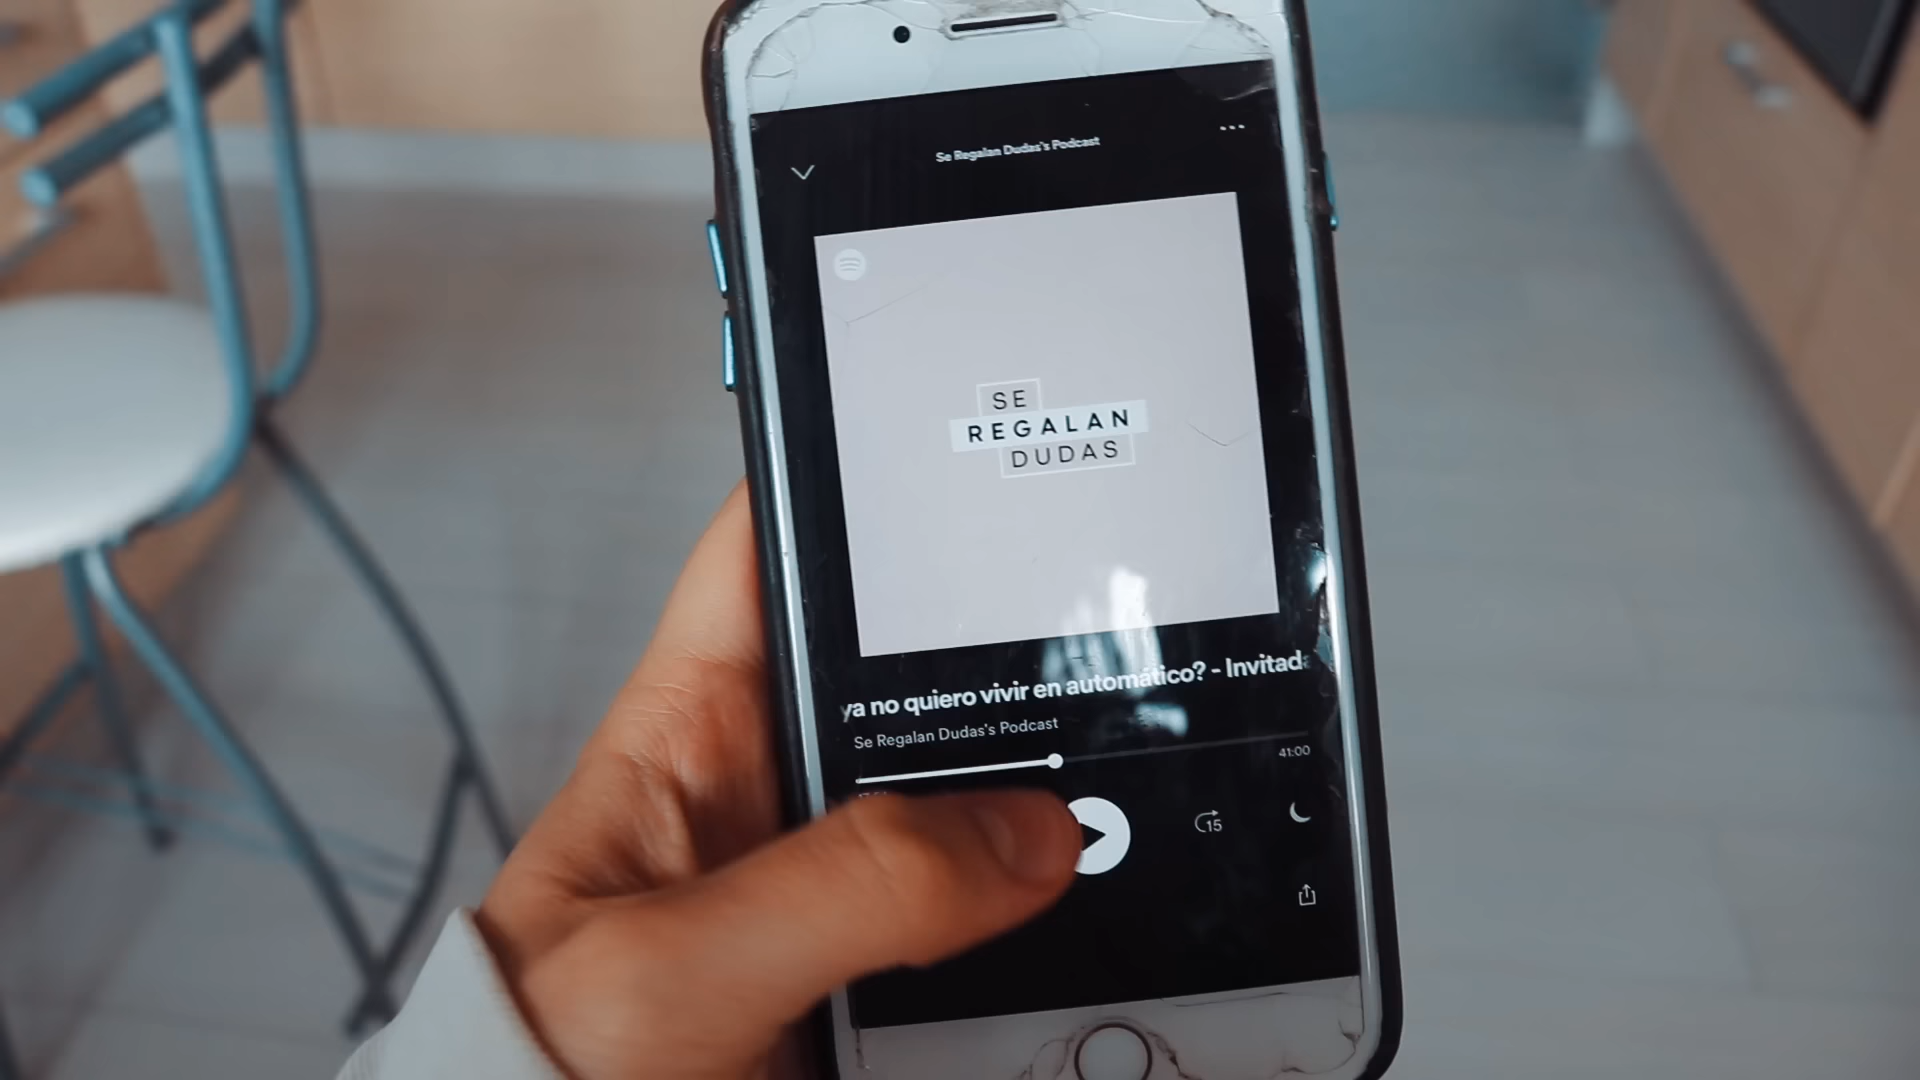 Se Regalan Dudas's Podcast
SE
REGALAN
DUDAS
ya no quiero vivir en automático? - Invitada
Se Regalan Dudas's Podcast
41:00
15